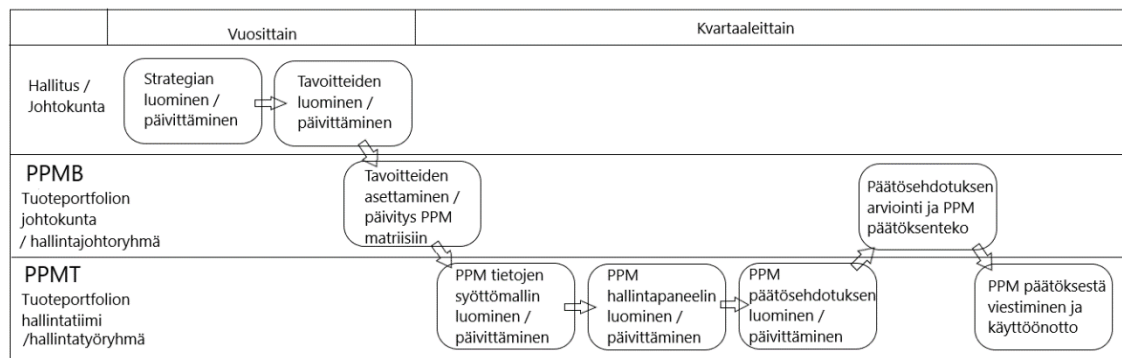 Vuosittain
Kvartaaleittain
Hallitus /
Johtokunta
Strategian
luominen /
päivittäminen
Tavoitteiden
luominen /
päivittäminen
PPMB
Tuoteportfolion
johtokunta
/ hallintajohtoryhmä
Tavoitteiden
asettaminen /
päivitys PPM
matriisiin
Päätösehdotuksen
arviointi ja PPM
päätöksenteko
PPMT
Tuoteportfolion
hallintatiimi
/hallintatyöryhmä
PPM tietojen
syöttömallin
luominen /
päivittäminen
PPM
hallintapaneelin
luominen /
päivittäminen
PPM
päätösehdotuksen
luominen /
päivittäminen
PPM päätöksestä
viestiminen ja
käyttöönotto